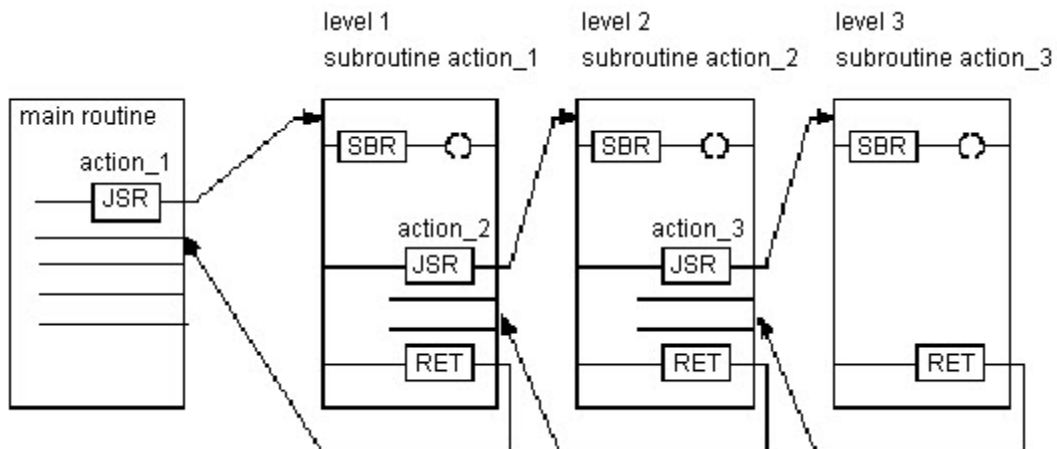 level 1
subroutine action_1
level 2
subroutine action_2
level 3
subroutine action_3
main routine
action_1
JSR
SBR
action_2
JSR
RET
SBR
action_3
JSR
RET
SBR
RET